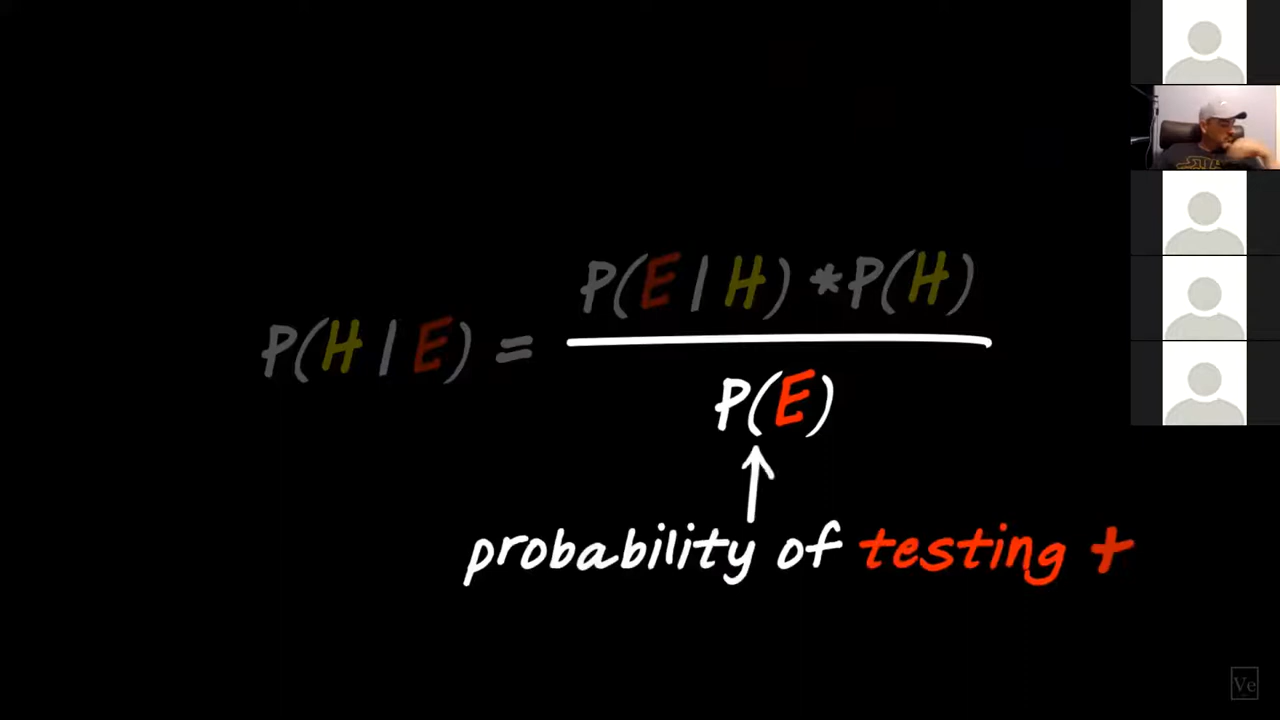 P(H|E) = P(E|H) * P(H)
P(E)
probability of testing +
Ve